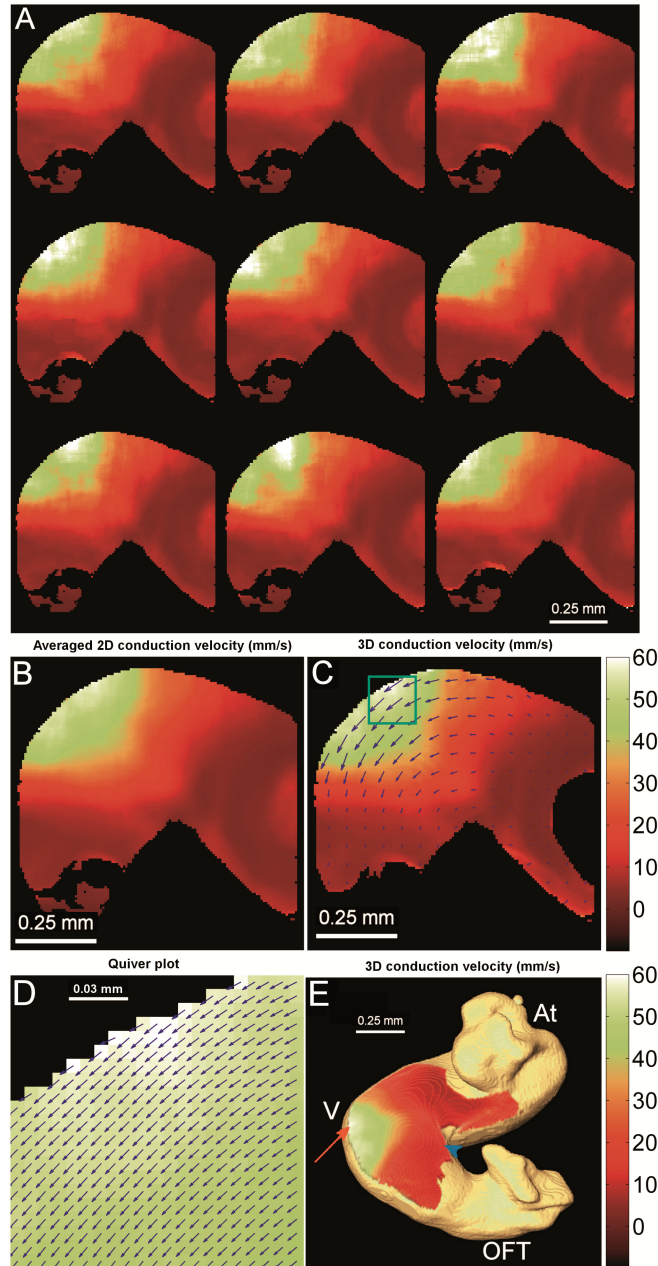 A
0.25 mm
Averaged 2D conduction velocity (mm/s)
3D conduction velocity (mm/s)
B
0.25 mm
C
0.25 mm
60
50
40
30
20
10
0
Quiver plot
3D conduction velocity (mm/s)
D
0.03 mm
E
0.25 mm
At
V
OFT
60
50
40
30
20
10
0